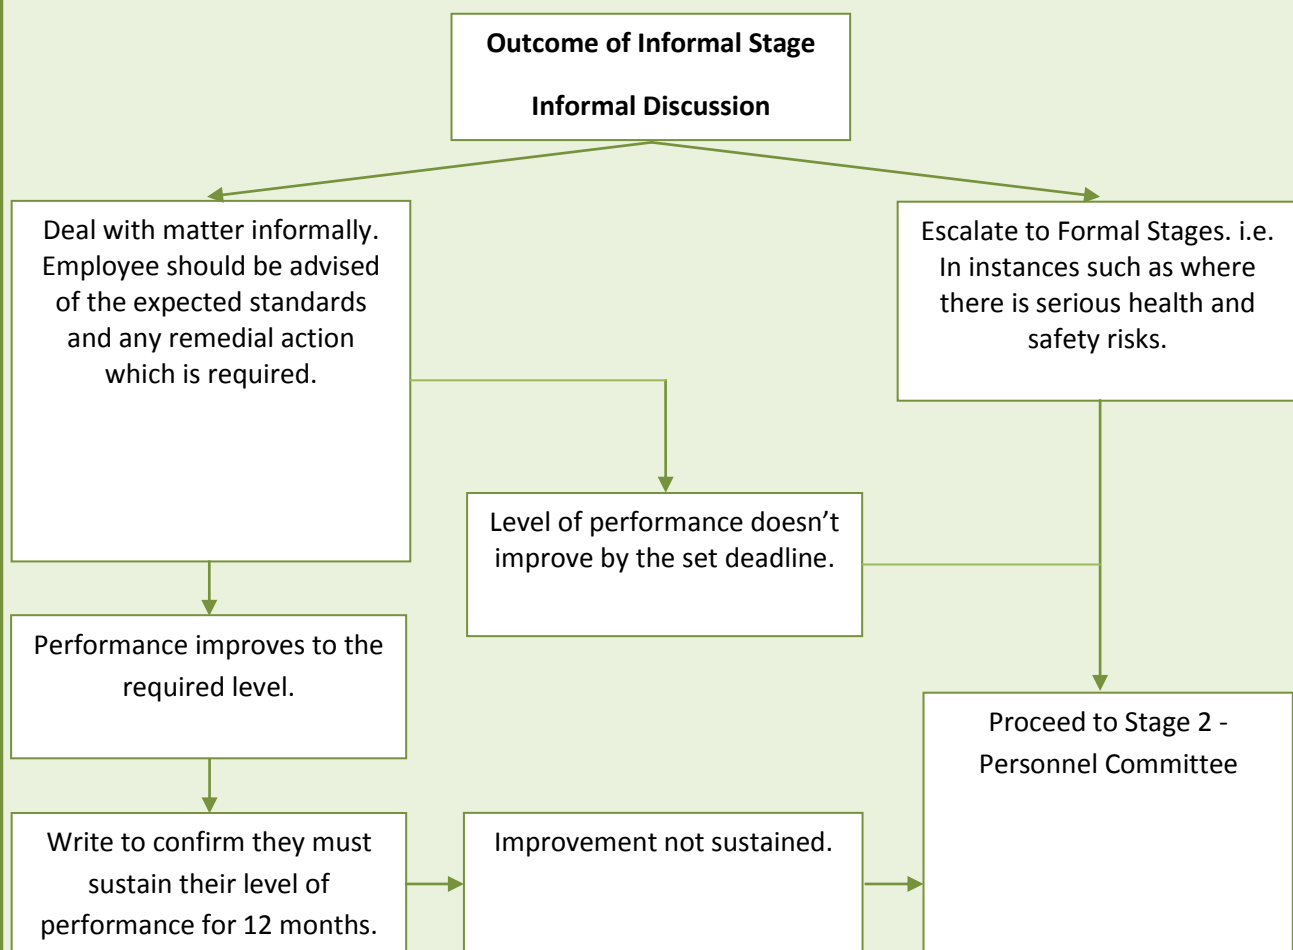 Outcome of Informal Stage
Informal Discussion
Deal with matter informally.
Employee should be advised
of the expected standards
and any remedial action
which is required.
Escalate to Formal Stages. i.e.
In instances such as where
there is serious health and
safety risks.
Level of performance doesn’t
improve by the set deadline.
Performance improves to the
required level.
Proceed to Stage 2 -
Personnel Committee
Write to confirm they must
sustain their level of
performance for 12 months.
Improvement not sustained.